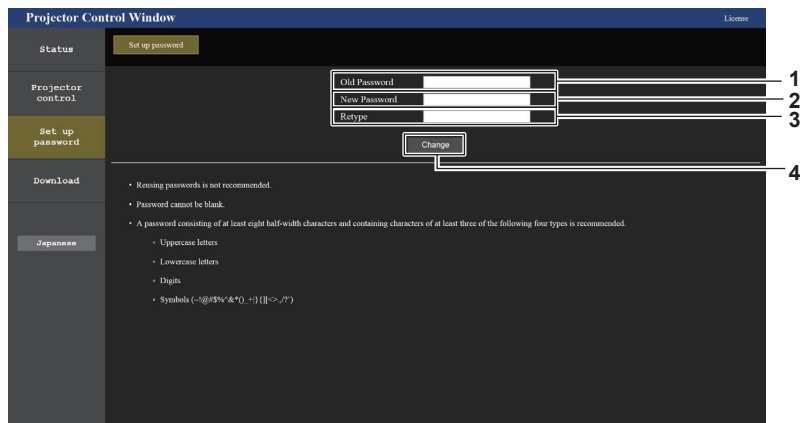 Projector Control Window
License
Status
Set up password
Projector
control
Old Password
1
New Password
2
Retype
3
Set up
password
Change
4
Download
• Reusing passwords is not recommended.
• Password cannot be blank.
• A password consisting of at least eight half-width characters and containing characters of at least three of the following four types is recommended.
Japanese
Uppercase letters
Lowercase letters
Digits
Symbols (~!@#$%^&*()_+|}{][<>.,/?`)